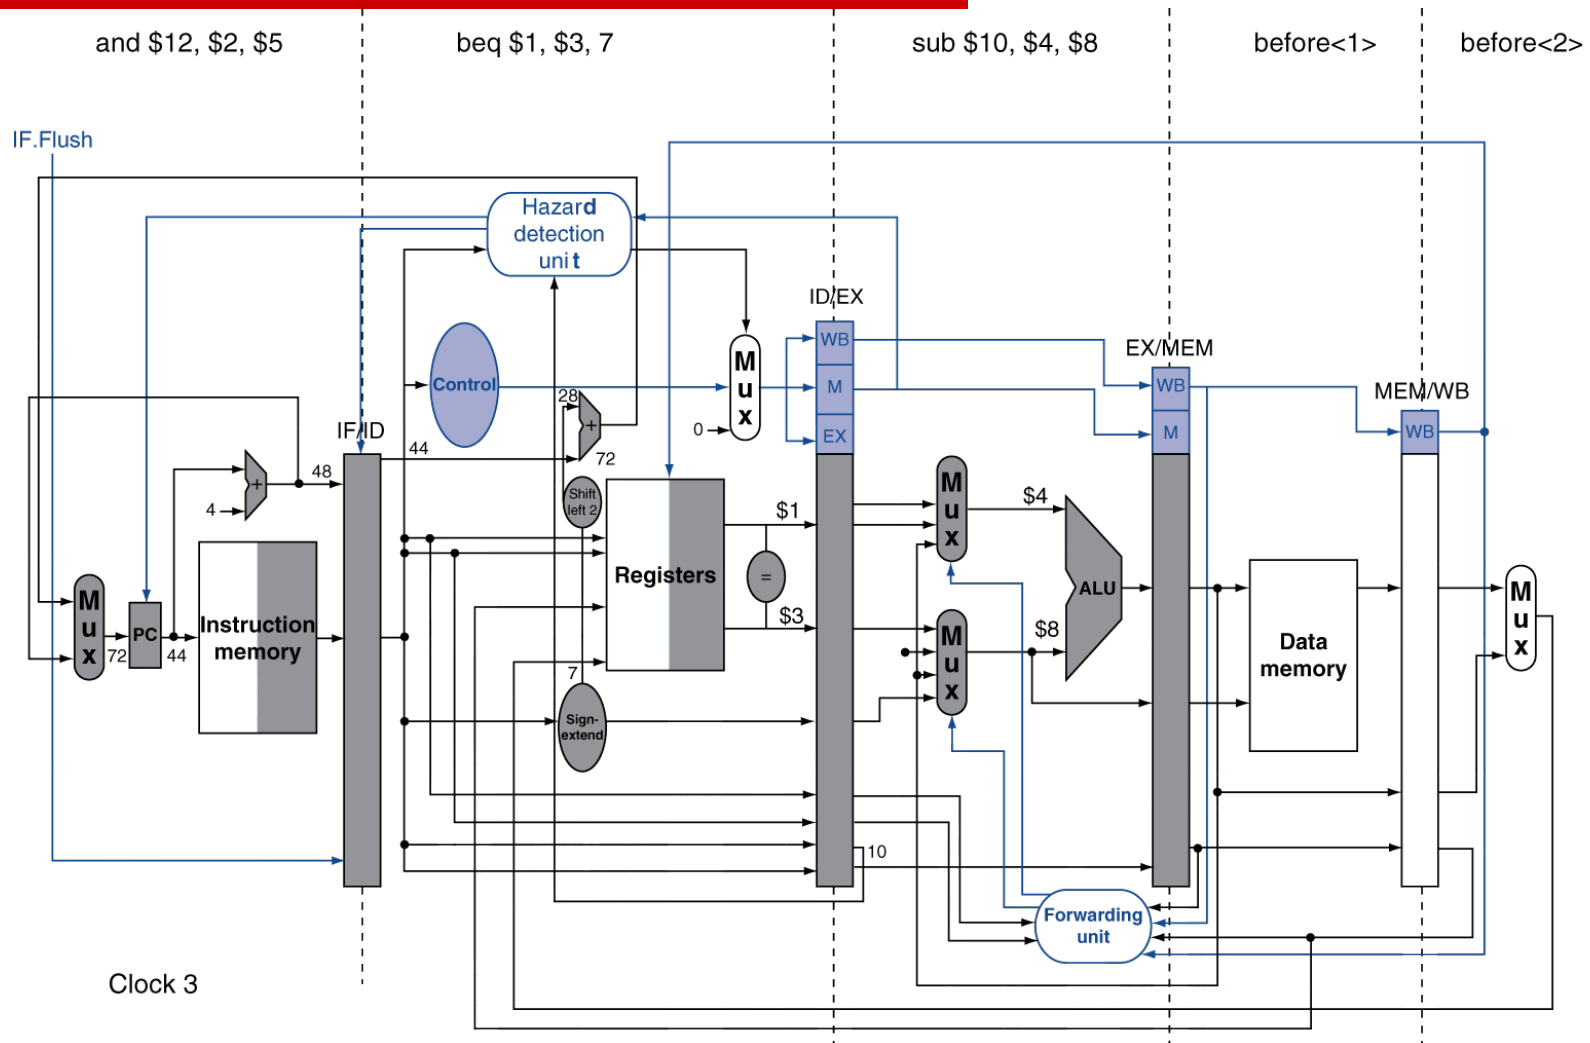 and $12, $2, $5
beq $1, $3, 7
sub $10, $4, $8
before<1>
before<2>
IF.Flush
Hazard
detection
unit
ID/EX
WB
M
EX
Control
M
u
x
0
28
+
72
EX/MEM
WB
M
MEM/WB
WB
IF/ID
44
48
+
4
Shift
left 2
Registers
$1
=
$3
M
u
x
$4
M
u
x
$8
ALU
Data
memory
M
u
x
M
u
x
72
PC
44
Instruction
memory
7
Sign-
extend
10
Forwarding
unit
Clock 3